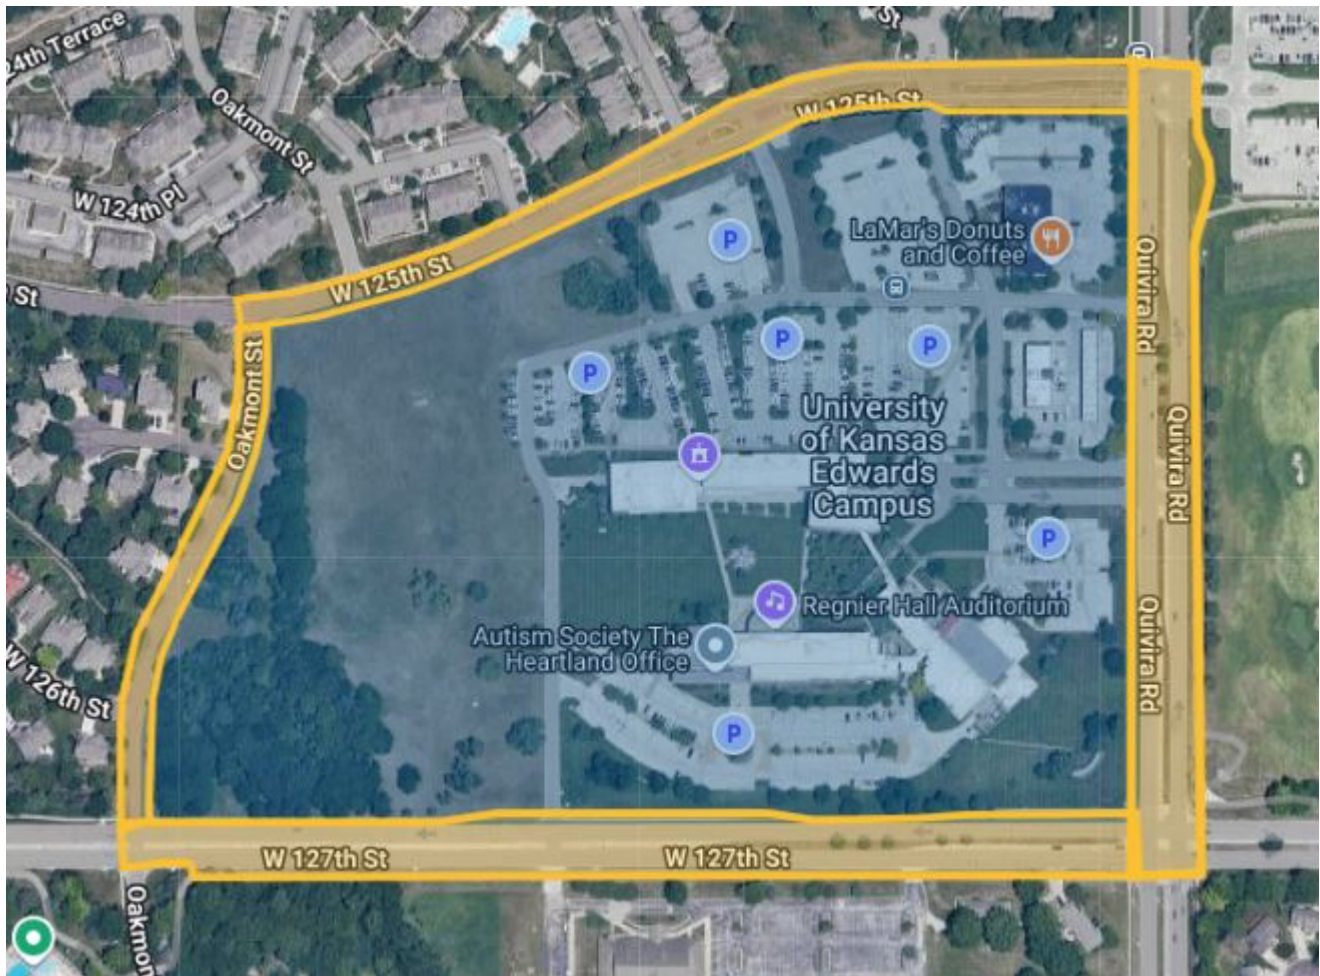 24th Terrace
St
Oakmont St
W 125th St
W 124th Pl
LaMar's Donuts
and Coffee
P
W 125th St
St
Quivira Rd
P
P
P
Oakmont St
University
of Kansas
Edwards
Campus
Quivira Rd
P
Regnier Hall Auditorium
Autism Society The
Heartland Office
Quivira Rd
W 126th St
P
W 127th St
W 127th St
Oakmon